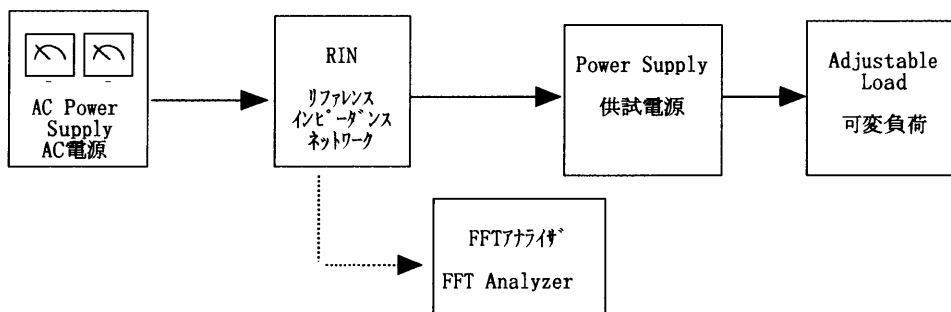 AC Power
Supply
AC電源
RIN
リファレンス
インピーダンス
ネットワーク
Power Supply
供試電源
Adjustable
Load
可変負荷
FFTアナライザ
FFT Analyzer